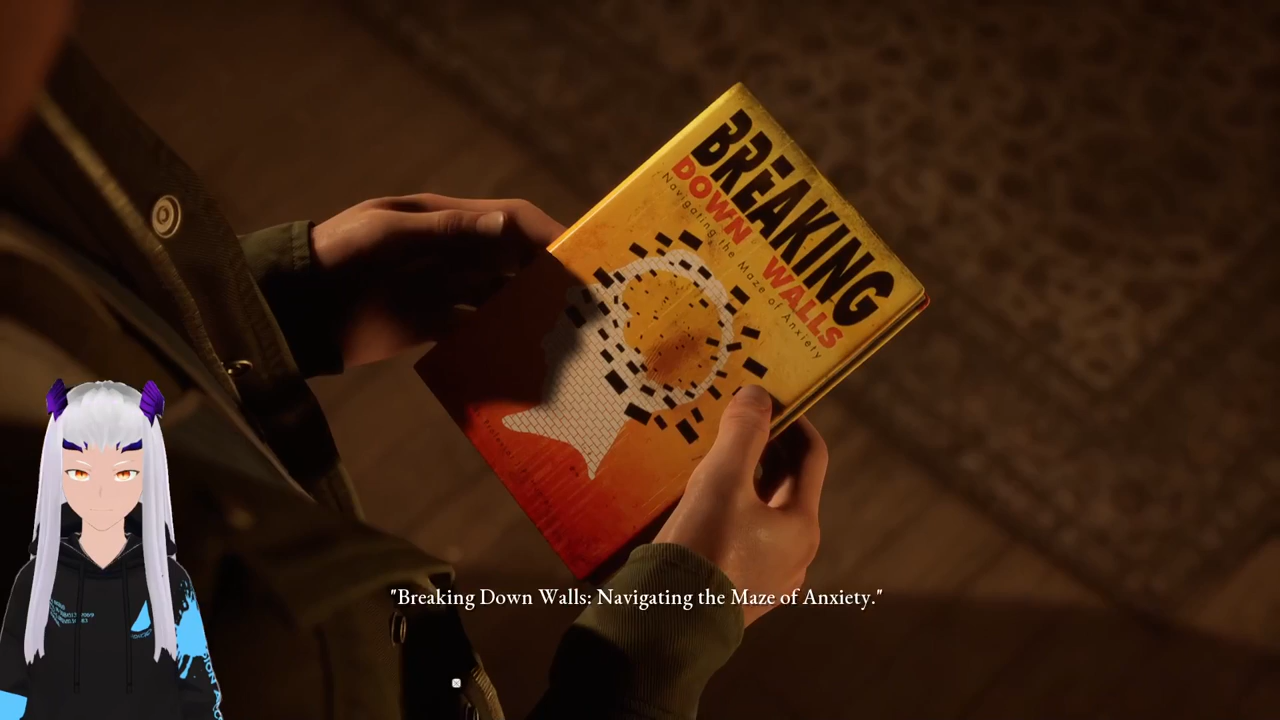 BREAKING
DOWN WALLS
Navigating the Maze of Anxiety
"Breaking Down Walls: Navigating the Maze of Anxiety."